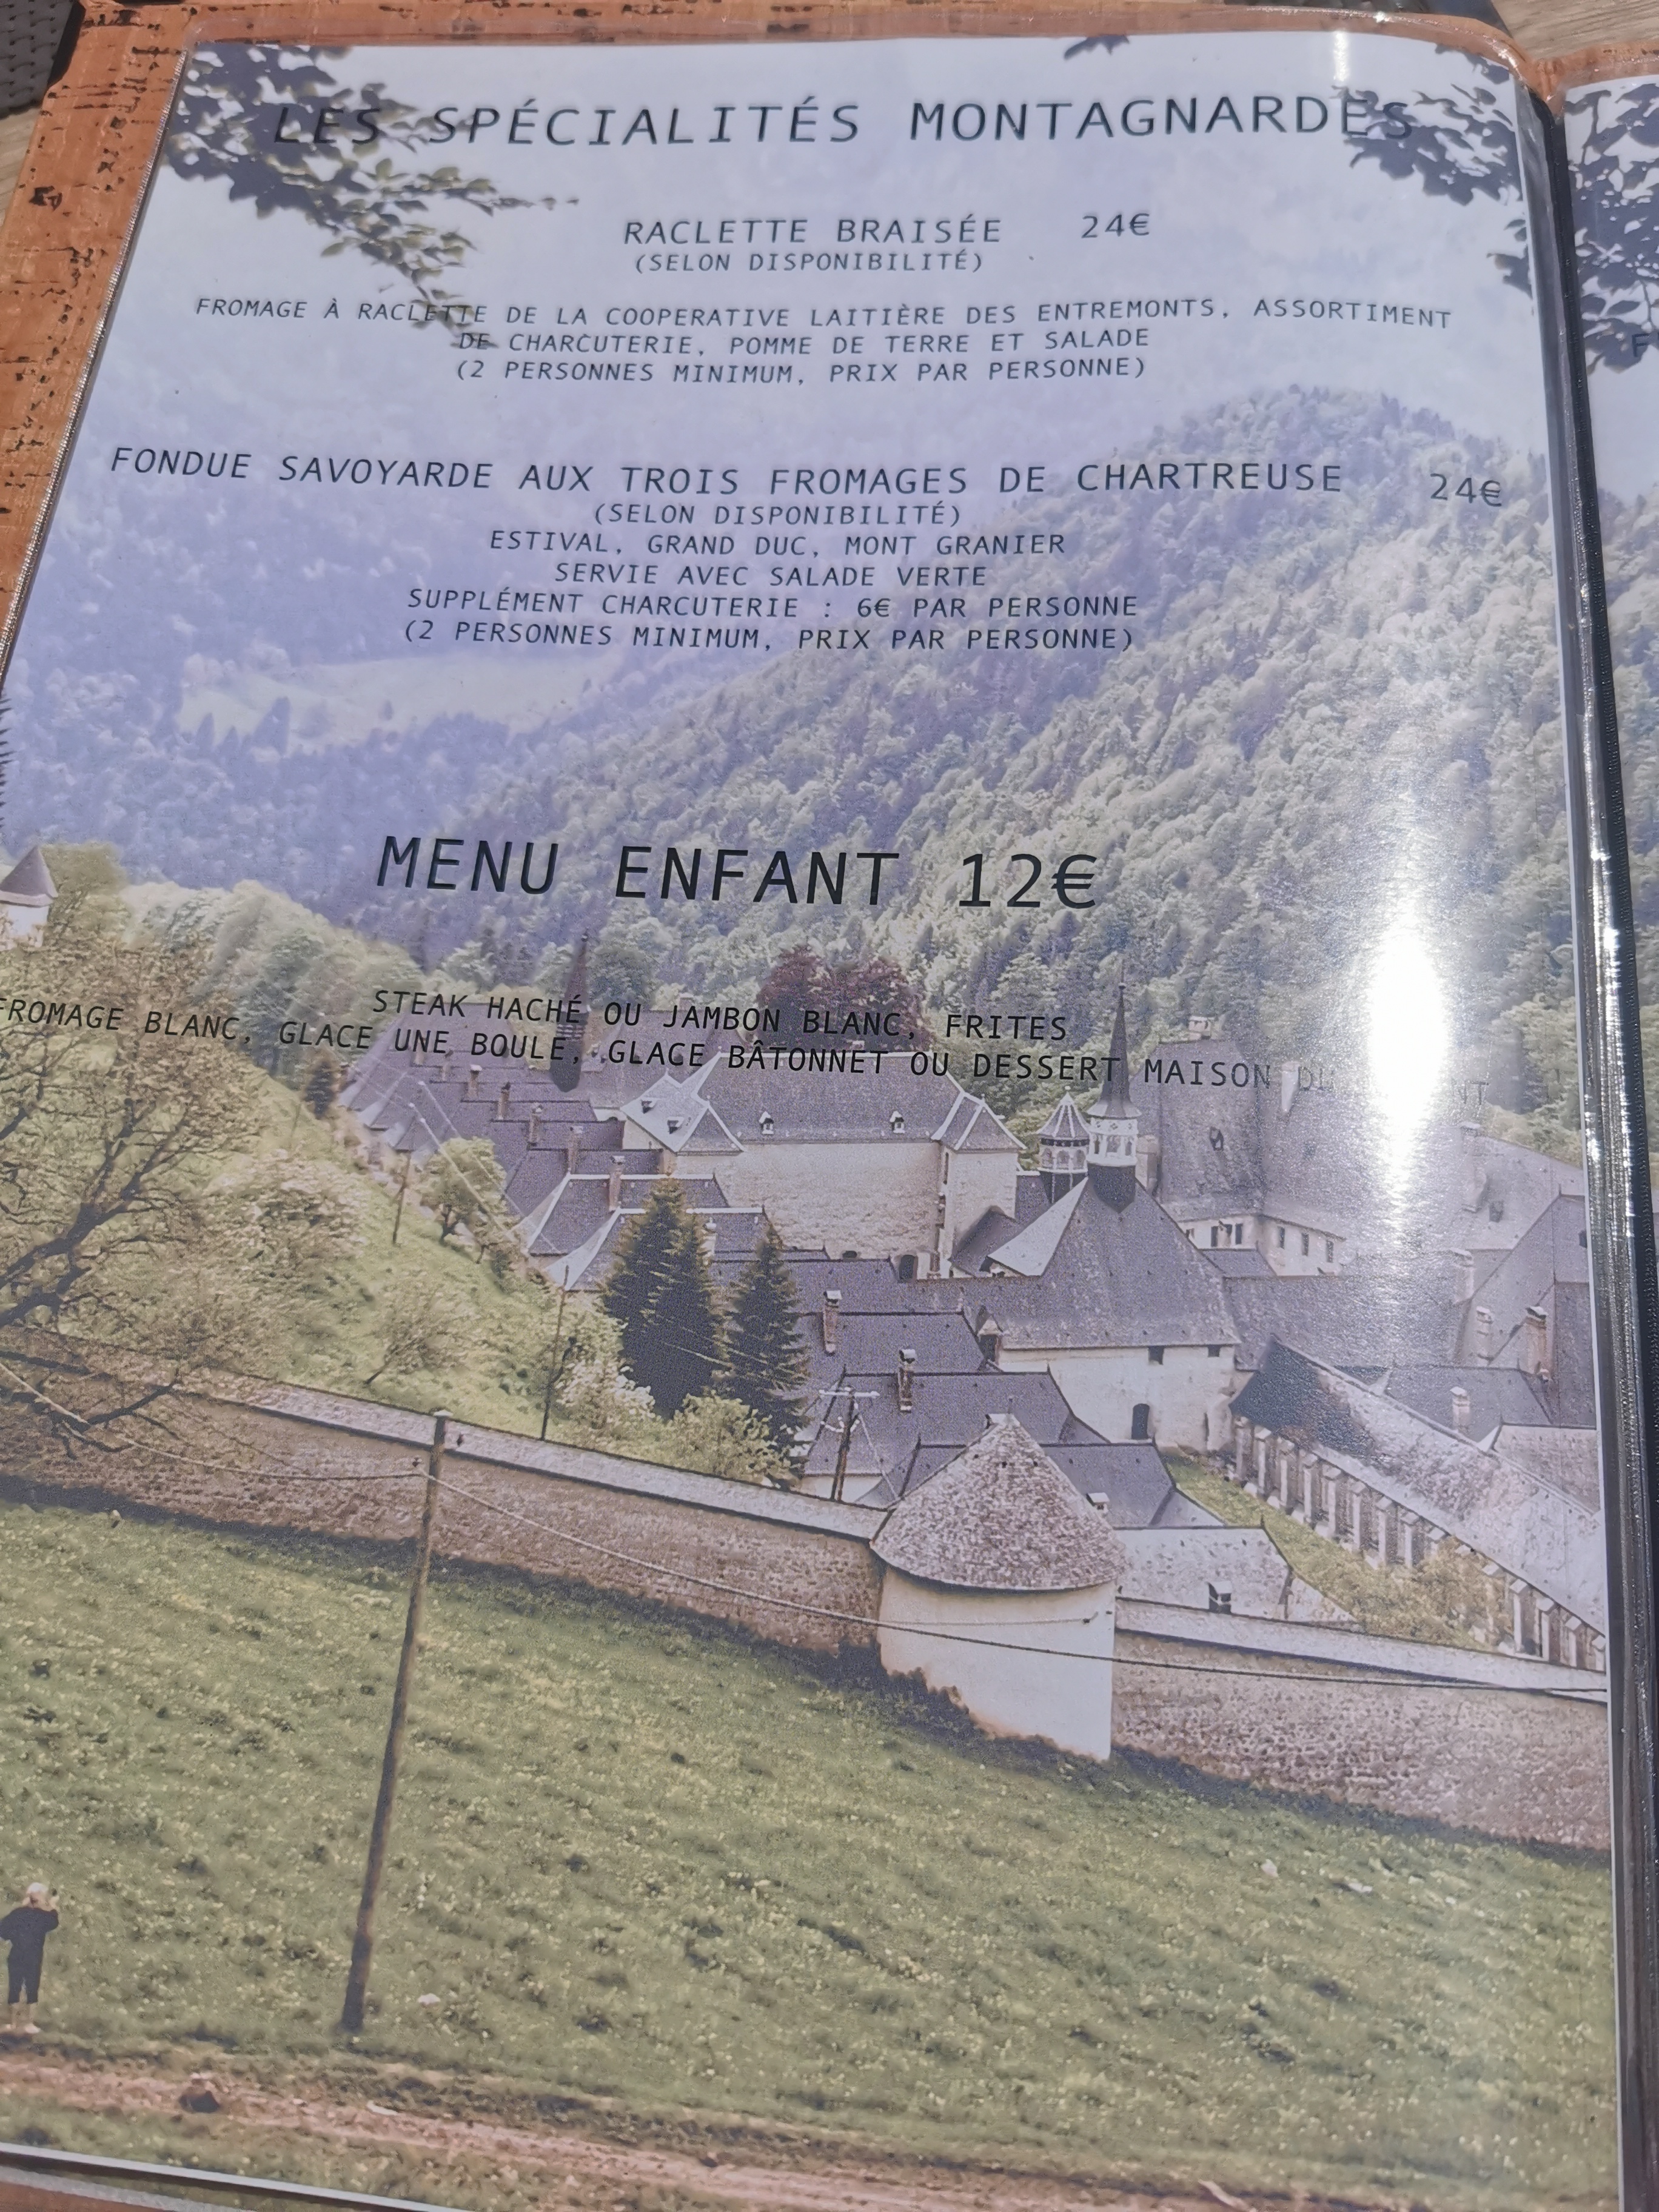 LES SPÉCIALITÉS MONTAGNARDES
RACLETTE BRAISÉE 24€
(SELON DISPONIBILITÉ)
FROMAGE À RACLETTE DE LA COOPERATIVE LAITIÈRE DES ENTREMONTS, ASSORTIMENT
DE CHARCUTERIE, POMME DE TERRE ET SALADE
(2 PERSONNES MINIMUM, PRIX PAR PERSONNE)
FONDUE SAVOYARDE AUX TROIS FROMAGES DE CHARTREUSE 24€
(SELON DISPONIBILITÉ)
ESTIVAL, GRAND DUC, MONT GRANIER
SERVIE AVEC SALADE VERTE
SUPPLÉMENT CHARCUTERIE : 6€ PAR PERSONNE
(2 PERSONNES MINIMUM, PRIX PAR PERSONNE)
MENU ENFANT 12€
STEAK HACHÉ OU JAMBON BLANC, FRITES
FROMAGE BLANC, GLACE UNE BOULE, GLACE BÂTONNET OU DESSERT MAISON DU